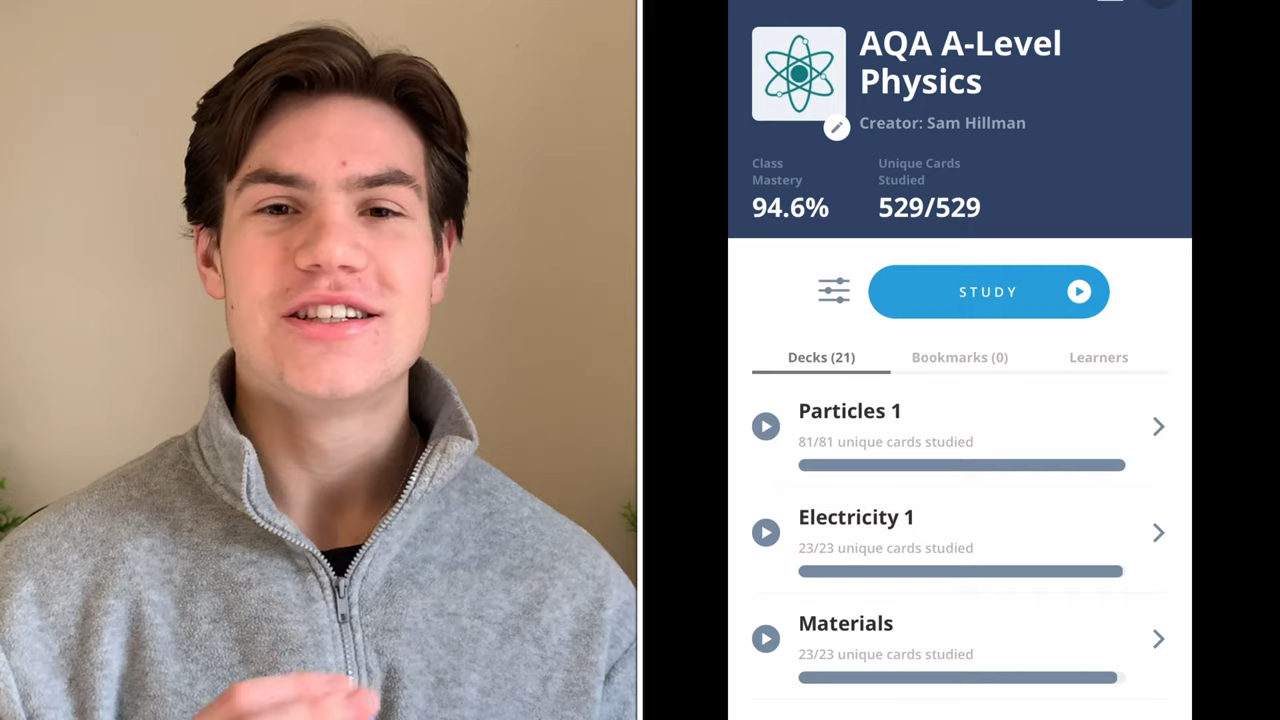 AQA A-Level
Physics
Creator: Sam Hillman
Class
Mastery
Unique Cards
Studied
94.6%
529/529
STUDY
Decks (21)
Bookmarks (0)
Learners
Particles 1
81/81 unique cards studied
Electricity 1
23/23 unique cards studied
Materials
23/23 unique cards studied